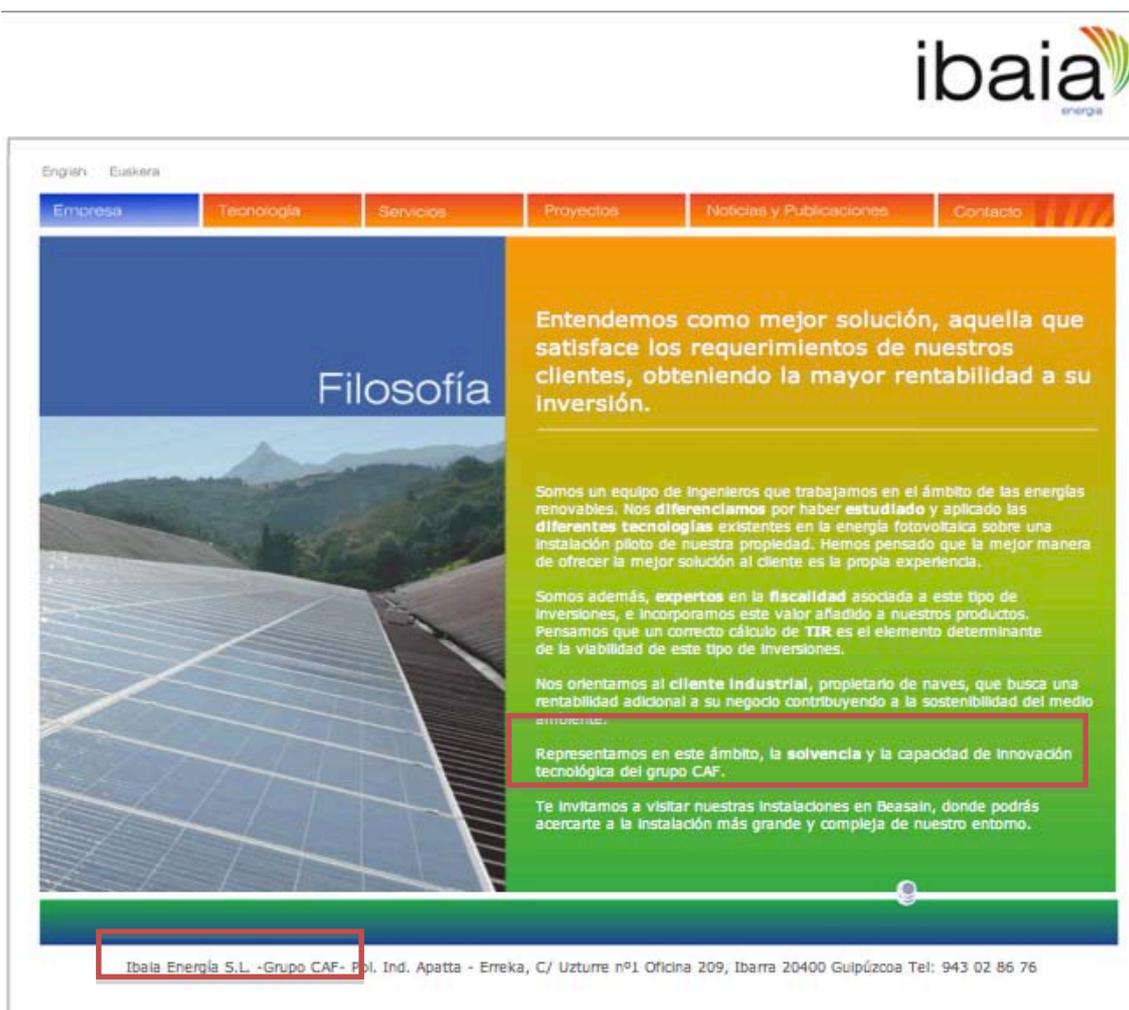 ibaia
energia
English Euskera
Empresa Tecnología Servicios Proyectos Noticias y Publicaciones Contacto
Filosofía
Entendemos como mejor solución, aquella que
satisface los requerimientos de nuestros
clientes, obteniendo la mayor rentabilidad a su
inversión.
Somos un equipo de ingenieros que trabajamos en el ámbito de las energías
renovables. Nos diferenciamos por haber estudiado y aplicado las
diferentes tecnologías existentes en la energía fotovoltaica sobre una
instalación piloto de nuestra propiedad. Hemos pensado que la mejor manera
de ofrecer la mejor solución al cliente es la propia experiencia.
Somos además, expertos en la fiscalidad asociada a este tipo de
inversiones, e incorporamos este valor añadido a nuestros productos.
Pensamos que un correcto cálculo de TIR es el elemento determinante
de la viabilidad de este tipo de inversiones.
Nos orientamos al cliente industrial, propietario de naves, que busca una
rentabilidad adicional a su negocio contribuyendo a la sostenibilidad del medio
ambiente.
Representamos en este ámbito, la solvencia y la capacidad de innovación
tecnológica del grupo CAF.
Te invitamos a visitar nuestras instalaciones en Beasain, donde podrás
acercarte a la instalación más grande y compleja de nuestro entorno.
Ibaia Energía S.L. -Grupo CAF- Pol. Ind. Apatta - Erreka, C/ Uzturre nº1 Oficina 209, Ibarra 20400 Guipúzcoa Tel: 943 02 86 76